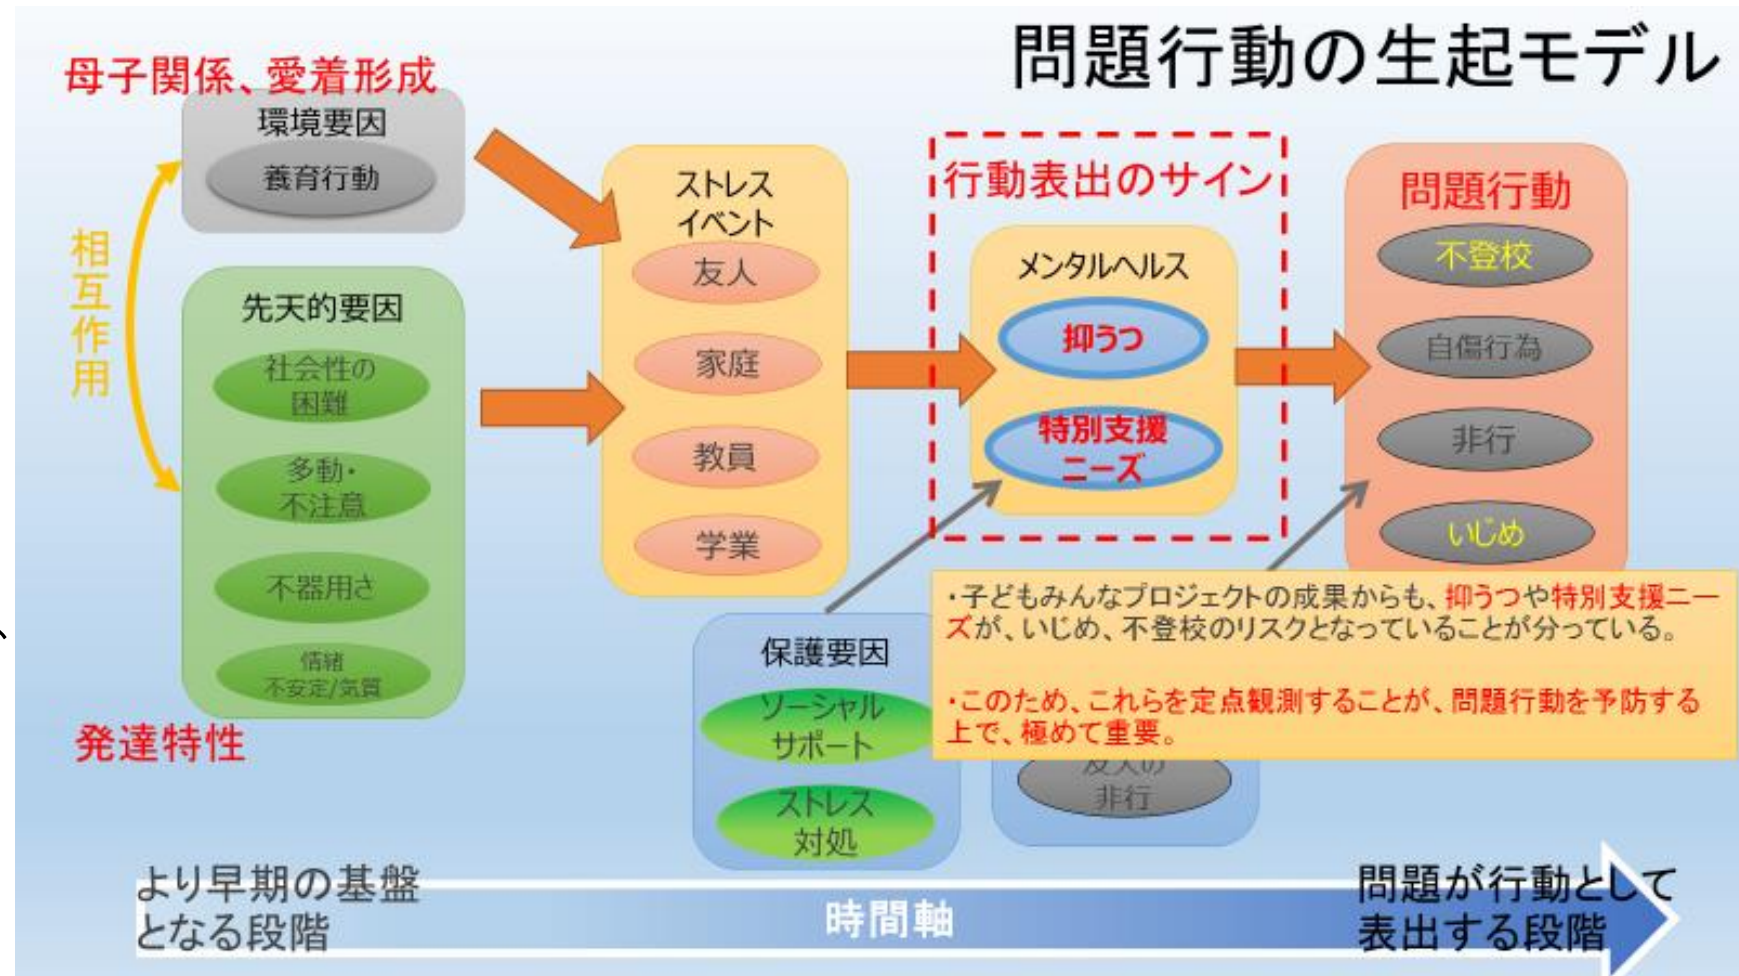 問題行動の生起モデル
母子関係、愛着形成
環境要因
養育行動
相互作用
先天的要因
社会性の
困難
多動・
不注意
不器用さ
情緒
不安定/気質
発達特性
ストレス
イベント
友人
家庭
教員
学業
行動表出のサイン
メンタルヘルス
抑うつ
特別支援
ニーズ
問題行動
不登校
自傷行為
非行
いじめ
保護要因
ソーシャル
サポート
ストレス
対処
・子どもみんなプロジェクトの成果からも、抑うつや特別支援ニー
ズが、いじめ、不登校のリスクとなっていることが分っている。
・このため、これらを定点観測することが、問題行動を予防する
上で、極めて重要。
友人の
非行
より早期の基盤
となる段階
時間軸
問題が行動として
表出する段階